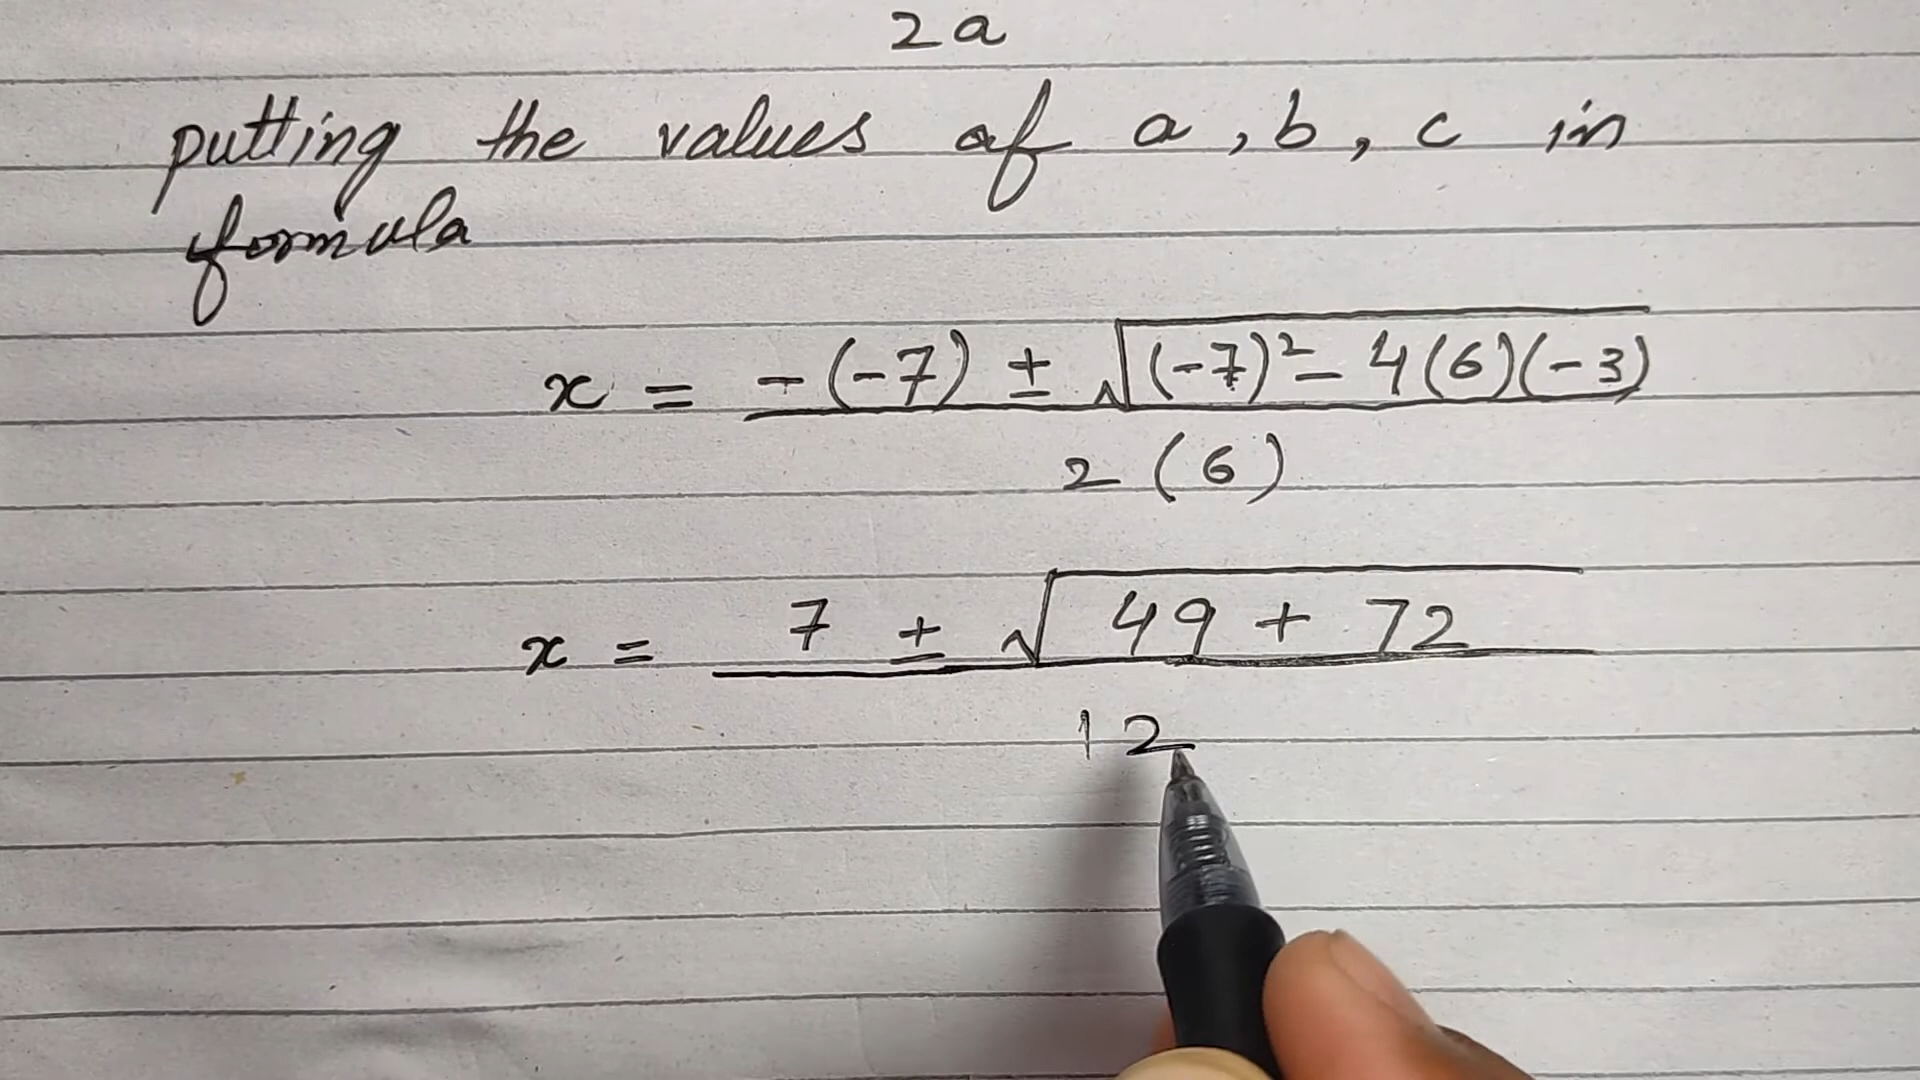 2a
putting the values of a, b, c in
formula
x = -(-7) ± √(-7)² - 4(6)(-3)
2(6)
x = 7 ± √49 + 72
12